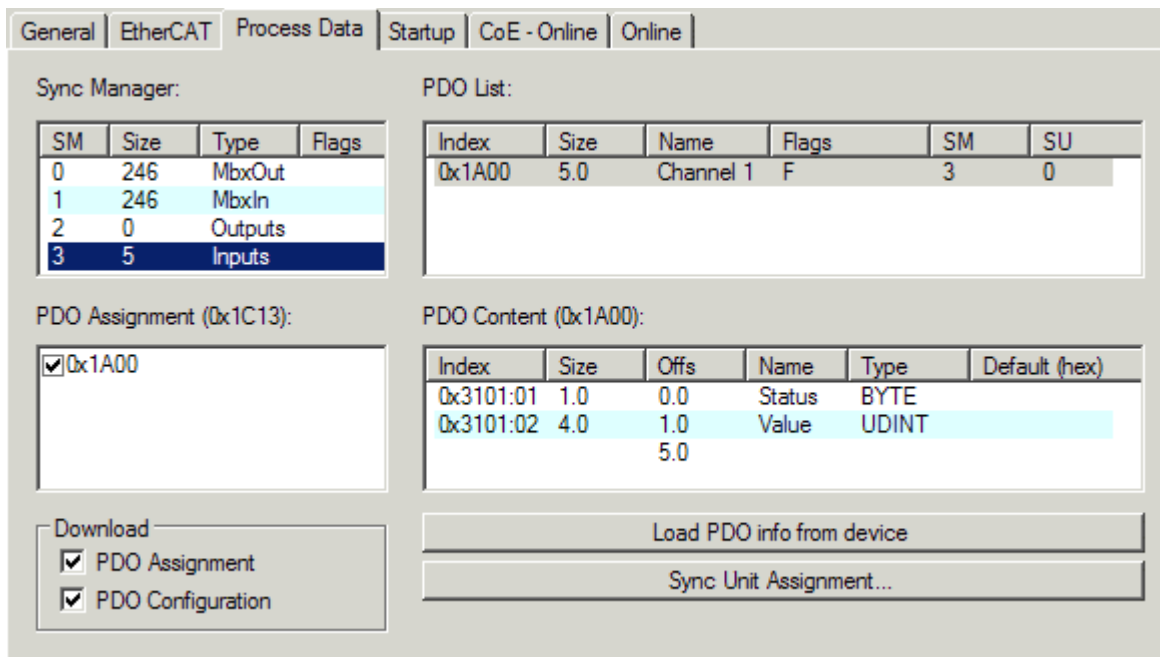 General EtherCAT Process Data Startup CoE - Online Online
Sync Manager:
SM Size Type Flags
0 246 MbxOut
1 246 MbxIn
2 0 Outputs
3 5 Inputs
PDO List:
Index Size Name Flags SM SU
0x1A00 5.0 Channel 1 F 3 0
PDO Assignment (0x1C13):
0x1A00
PDO Content (0x1A00):
Index Size Offs Name Type Default (hex)
0x3101:01 1.0 0.0 Status BYTE
0x3101:02 4.0 1.0 Value UDINT
5.0
Download
PDO Assignment
PDO Configuration
Load PDO info from device
Sync Unit Assignment...